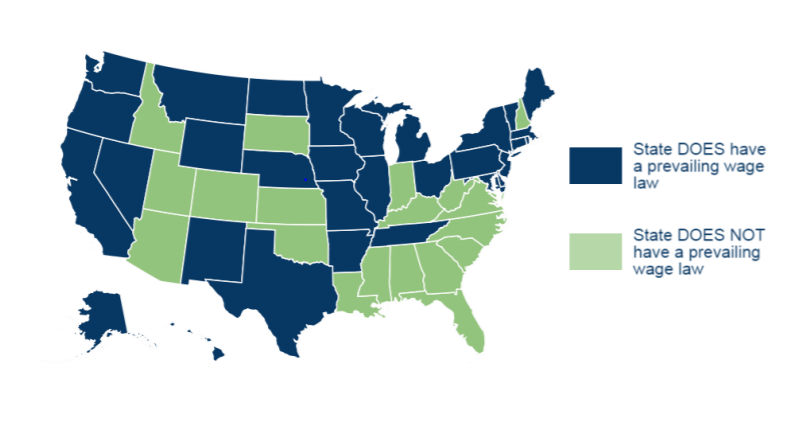 State DOES have
a prevailing wage
law
State DOES NOT
have a prevailing
wage law